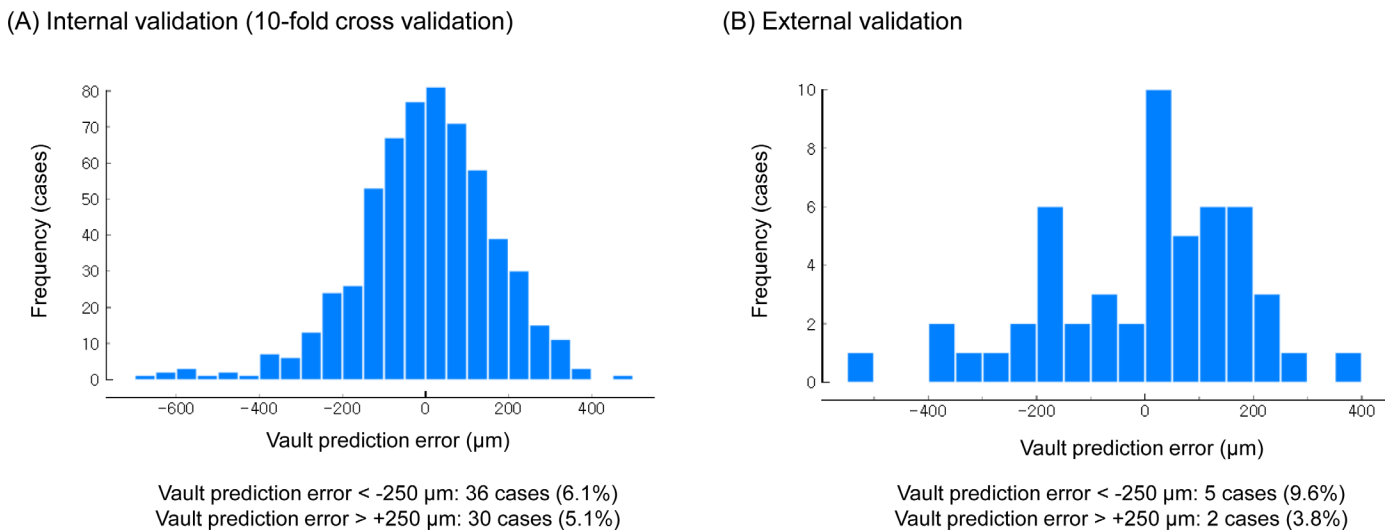 (A) Internal validation (10-fold cross validation)
80
70
60
50
40
30
20
10
0
Frequency (cases)
-600 -400 -200 0 200 400
Vault prediction error (μm)
Vault prediction error < -250 μm: 36 cases (6.1%)
Vault prediction error > +250 μm: 30 cases (5.1%)
(B) External validation
10
8
6
4
2
0
Frequency (cases)
-400 -200 0 200 400
Vault prediction error (μm)
Vault prediction error < -250 μm: 5 cases (9.6%)
Vault prediction error > +250 μm: 2 cases (3.8%)